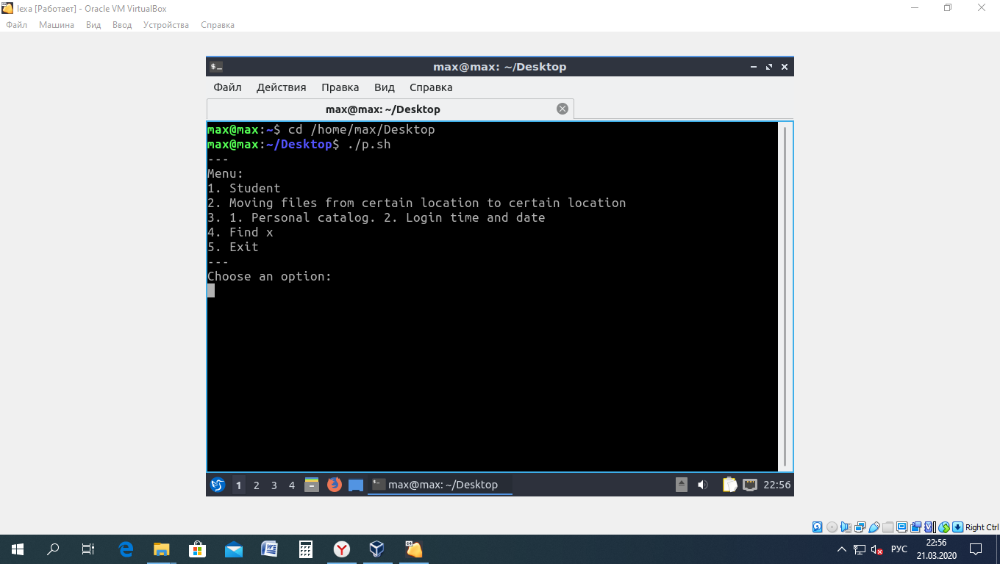 lexa [Работает] - Oracle VM VirtualBox
Файл Машина Вид Ввод Устройства Справка
max@max: ~/Desktop
Файл Действия Правка Вид Справка
max@max: ~/Desktop
max@max:~$ cd /home/max/Desktop
max@max:~/Desktop$ ./p.sh
---
Menu:
1. Student
2. Moving files from certain location to certain location
3. 1. Personal catalog. 2. Login time and date
4. Find x
5. Exit
---
Choose an option:
1 2 3 4 max@max: ~/Desktop 22:56
Right Ctrl
РУС 22:56
21.03.2020